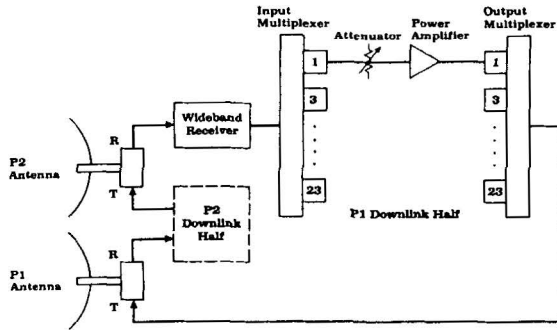 Input
Multiplexer
Attenuator
Power
Amplifier
Output
Multiplexer
1
1
3
3
23
23
Wideband
Receiver
R
P2
Antenna
T
P2
Downlink
Half
P1 Downlink Half
R
P1
Antenna
T